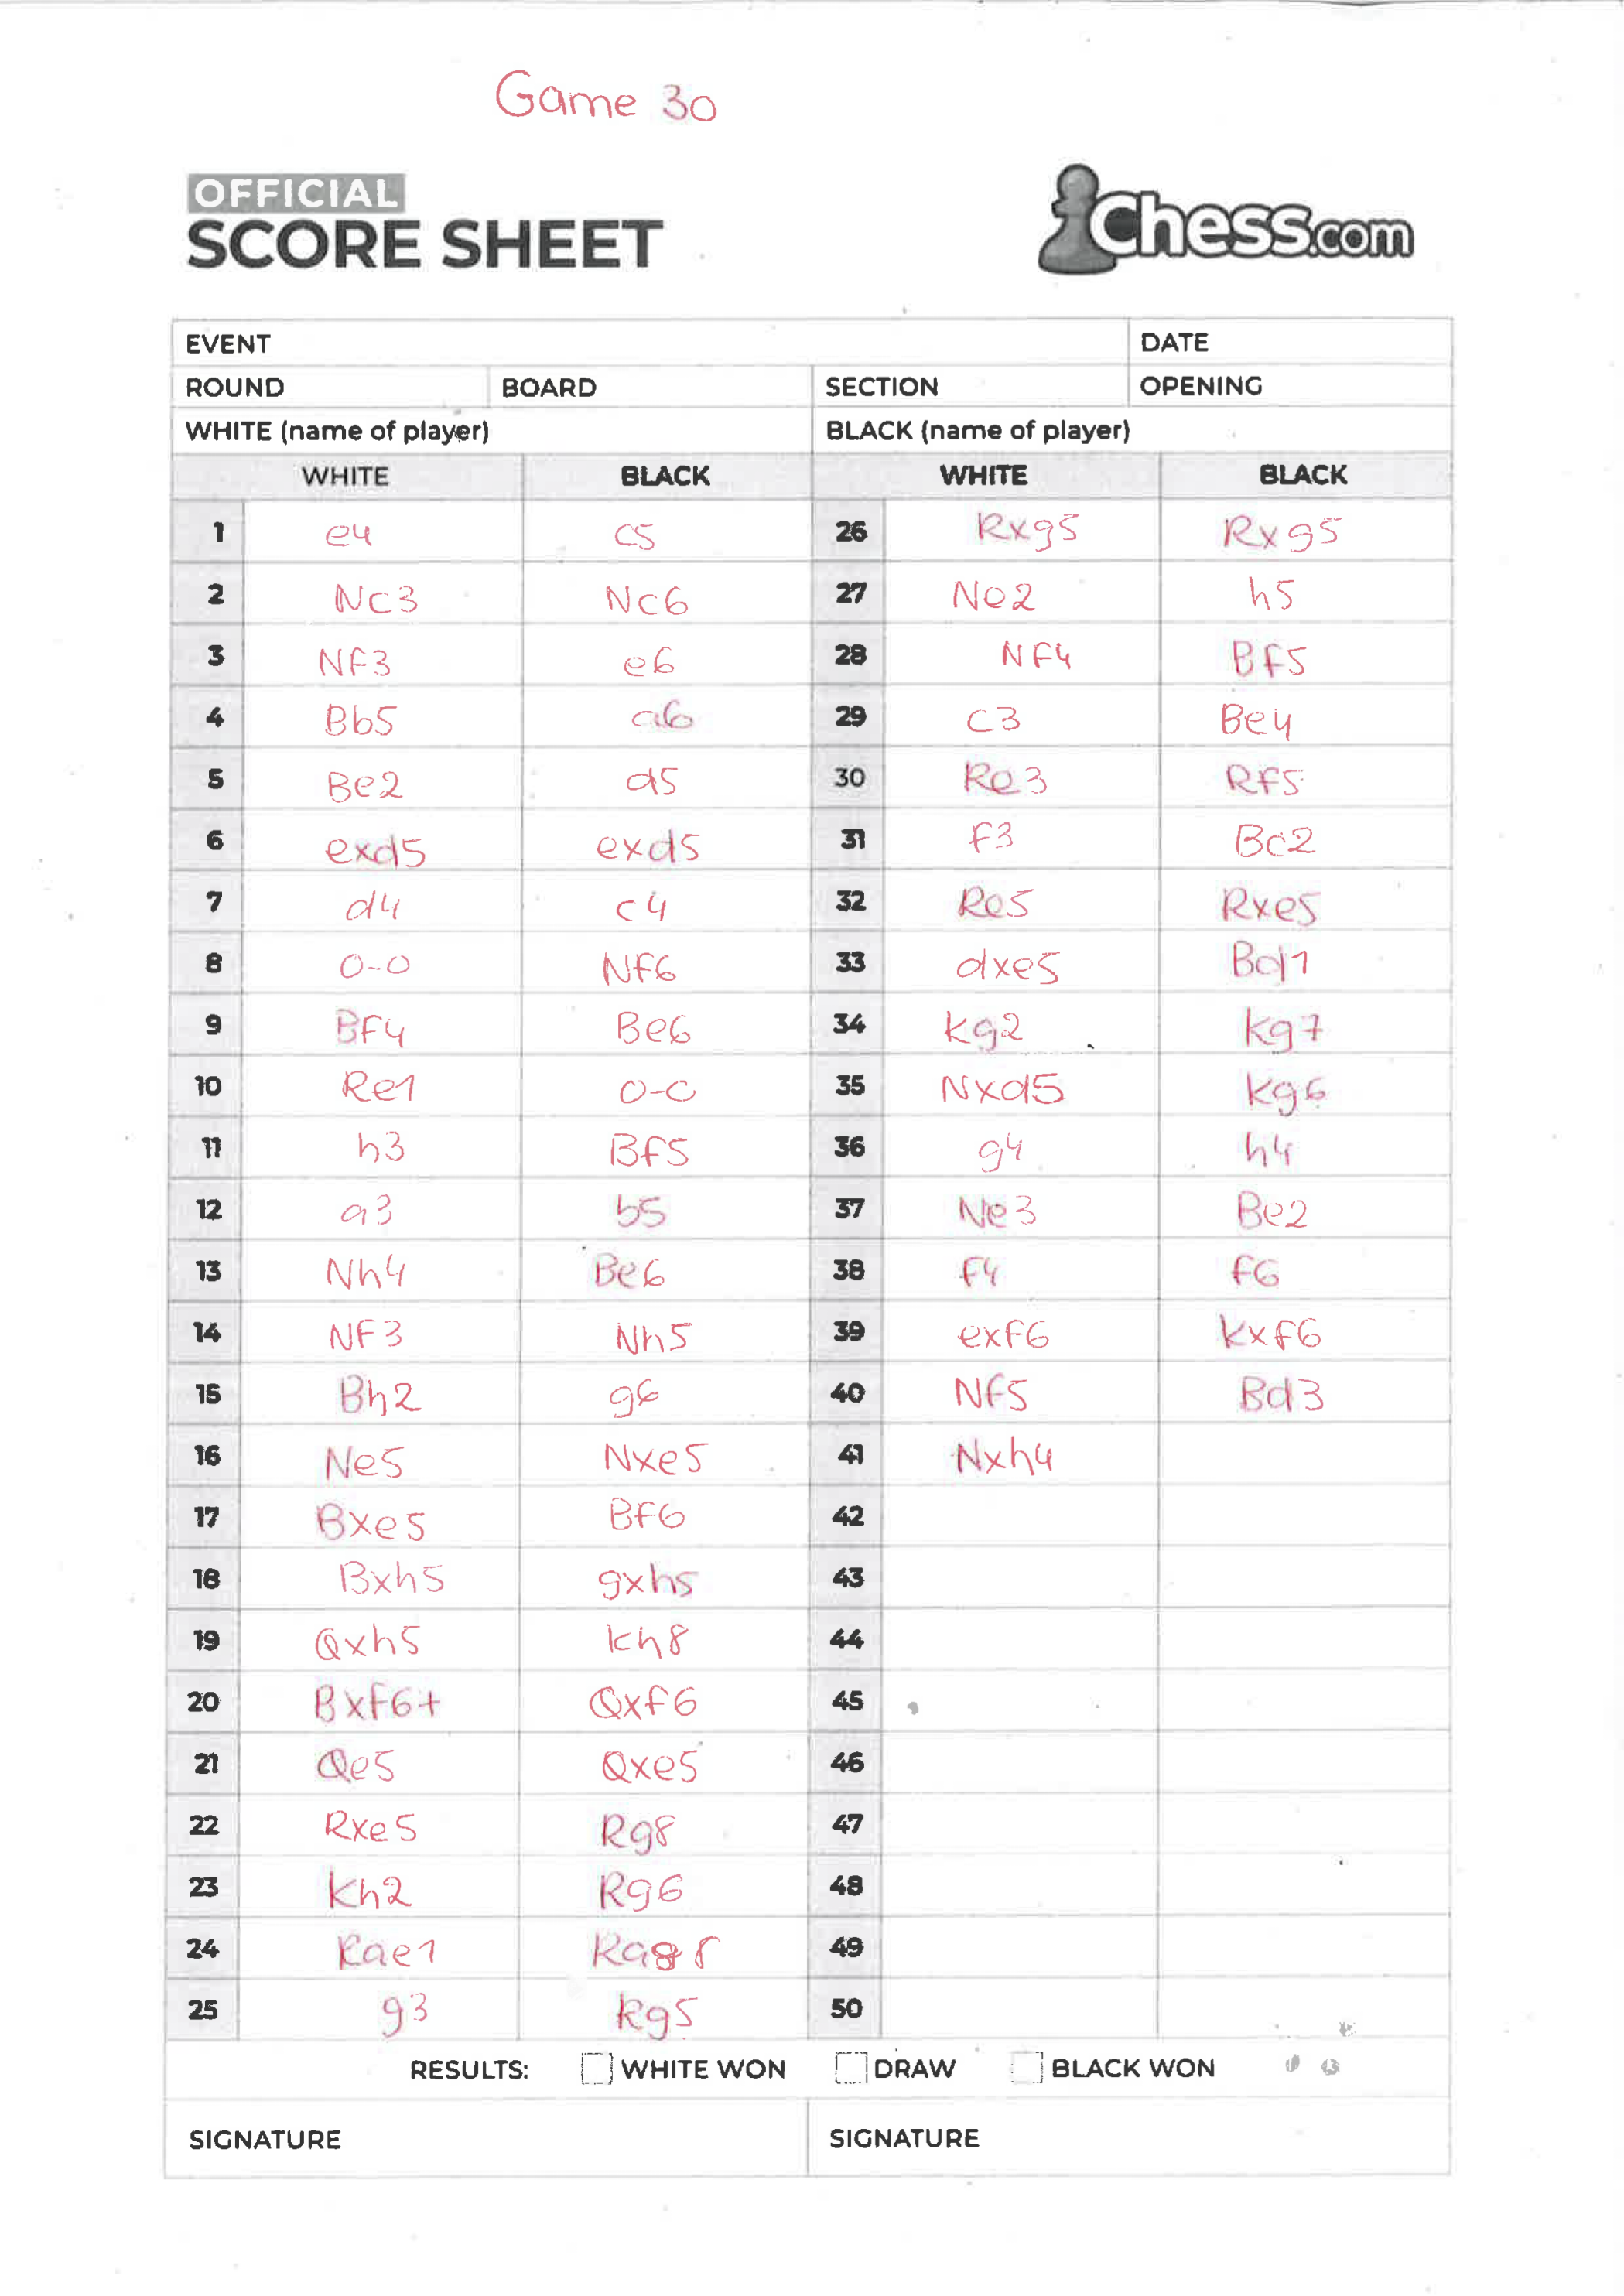 Game 30
OFFICIAL
SCORE SHEET
Chess.com
EVENT DATE
ROUND BOARD SECTION OPENING
WHITE (name of player) BLACK (name of player)
WHITE BLACK WHITE BLACK
1 e4 c5 26 Rxg5 Rxg5
2 Nc3 Nc6 27 Ne2 h5
3 NF3 e6 28 NF4 BF5
4 Bb5 a6 29 C3 Be4
5 Be2 d5 30 Re3 RF5
6 exd5 exd5 31 F3 Bc2
7 d4 c4 32 Re5 Rxe5
8 0-0 NF6 33 dxe5 Bd1
9 BF4 Be6 34 Kg2 Kg7
10 Re1 0-0 35 Nxd5 Kg6
11 h3 BF5 36 g4 h4
12 a3 b5 37 Ne3 Be2
13 Nh4 Be6 38 F4 f6
14 NF3 Nh5 39 exF6 Kxf6
15 Bh2 g6 40 NF5 Bd3
16 Ne5 Nxe5 41 Nxh4
17 Bxe5 BF6 42
18 Bxh5 gxh5 43
19 Qxh5 Kh8 44
20 BxF6+ QxF6 45
21 Qe5 Qxe5 46
22 Rxe5 Rg8 47
23 Kh2 Rg6 48
24 Rae1 Rag8 49
25 g3 Rg5 50
RESULTS: WHITE WON DRAW BLACK WON
SIGNATURE SIGNATURE